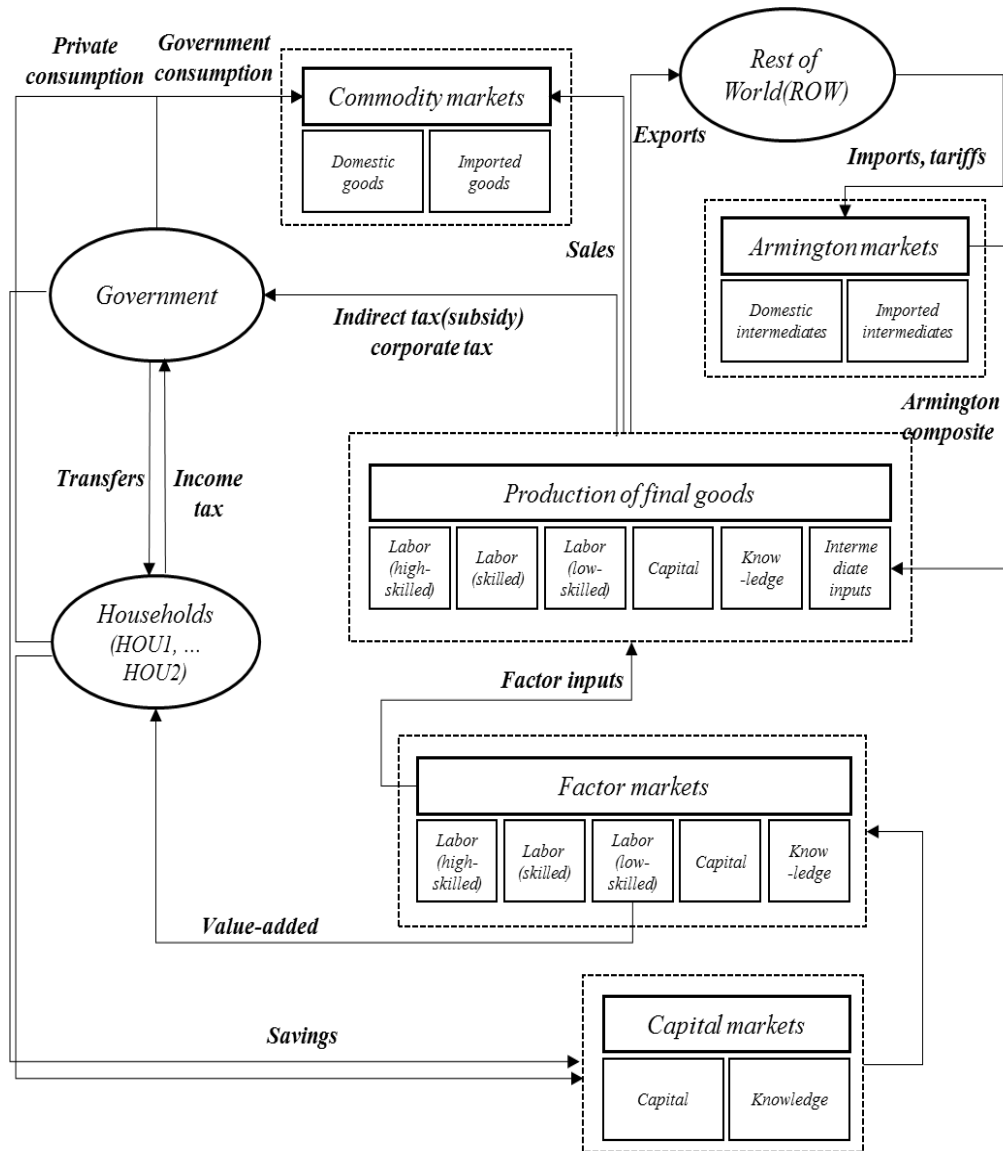 Private
consumption
Government
consumption
Commodity markets
Domestic
goods
Imported
goods
Rest of
World(ROW)
Exports
Imports, tariffs
Armington markets
Domestic
intermediates
Imported
intermediates
Sales
Government
Indirect tax(subsidy)
corporate tax
Armington
composite
Transfers
Income
tax
Production of final goods
Labor
(high-
skilled)
Labor
(skilled)
Labor
(low-
skilled)
Capital
Know
-ledge
Interme
diate
inputs
Households
(HOU1, ...
HOU2)
Factor inputs
Factor markets
Labor
(high-
skilled)
Labor
(skilled)
Labor
(low-
skilled)
Capital
Know
-ledge
Value-added
Savings
Capital markets
Capital
Knowledge